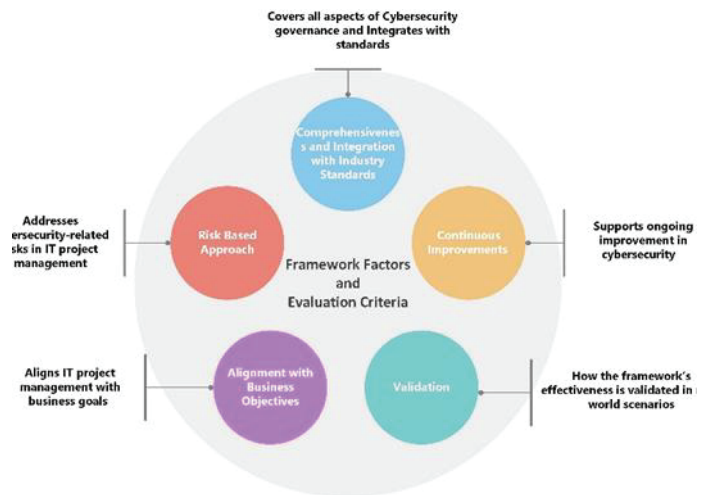 Covers all aspects of Cybersecurity
governance and Integrates with
standards
Comprehensivenes
s and Integration
with Industry
Standards
Addresses
ersecurity-related
sks in IT project
management
Risk Based
Approach
Continuous
Improvements
Supports ongoing
improvement in
cybersecurity
Framework Factors
and
Evaluation Criteria
Aligns IT project
management with
business goals
Alignment with
Business
Objectives
Validation
How the framework's
effectiveness is validated in
world scenarios